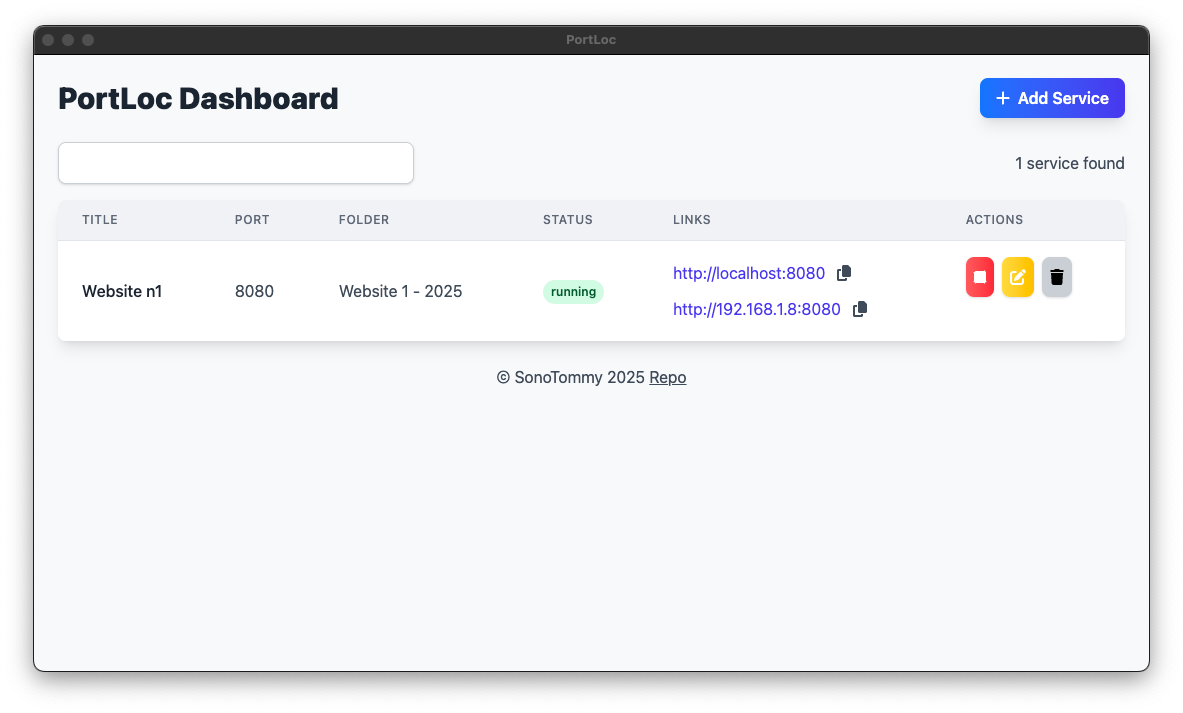 PortLoc
PortLoc Dashboard
+ Add Service
1 service found
TITLE PORT FOLDER STATUS LINKS ACTIONS
Website n1 8080 Website 1 - 2025 running http://localhost:8080
http://192.168.1.8:8080
© SonoTommy 2025 Repo